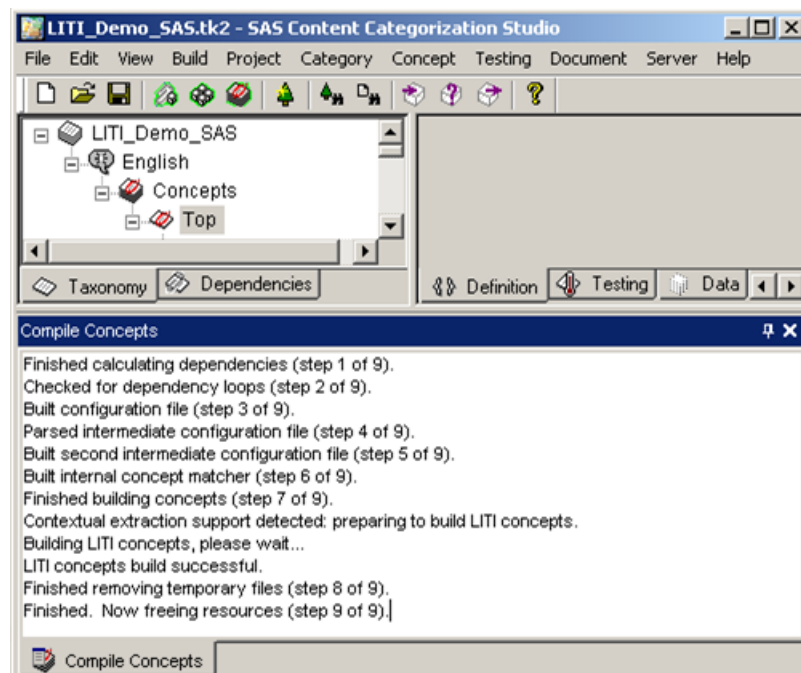 LITI_Demo_SAS.tk2 - SAS Content Categorization Studio
File Edit View Build Project Category Concept Testing Document Server Help
LITI_Demo_SAS
English
Concepts
Top
Taxonomy Dependencies
Definition Testing Data
Compile Concepts
Finished calculating dependencies (step 1 of 9).
Checked for dependency loops (step 2 of 9).
Built configuration file (step 3 of 9).
Parsed intermediate configuration file (step 4 of 9).
Built second intermediate configuration file (step 5 of 9).
Built internal concept matcher (step 6 of 9).
Finished building concepts (step 7 of 9).
Contextual extraction support detected: preparing to build LITI concepts.
Building LITI concepts, please wait...
LITI concepts build successful.
Finished removing temporary files (step 8 of 9).
Finished. Now freeing resources (step 9 of 9).
Compile Concepts